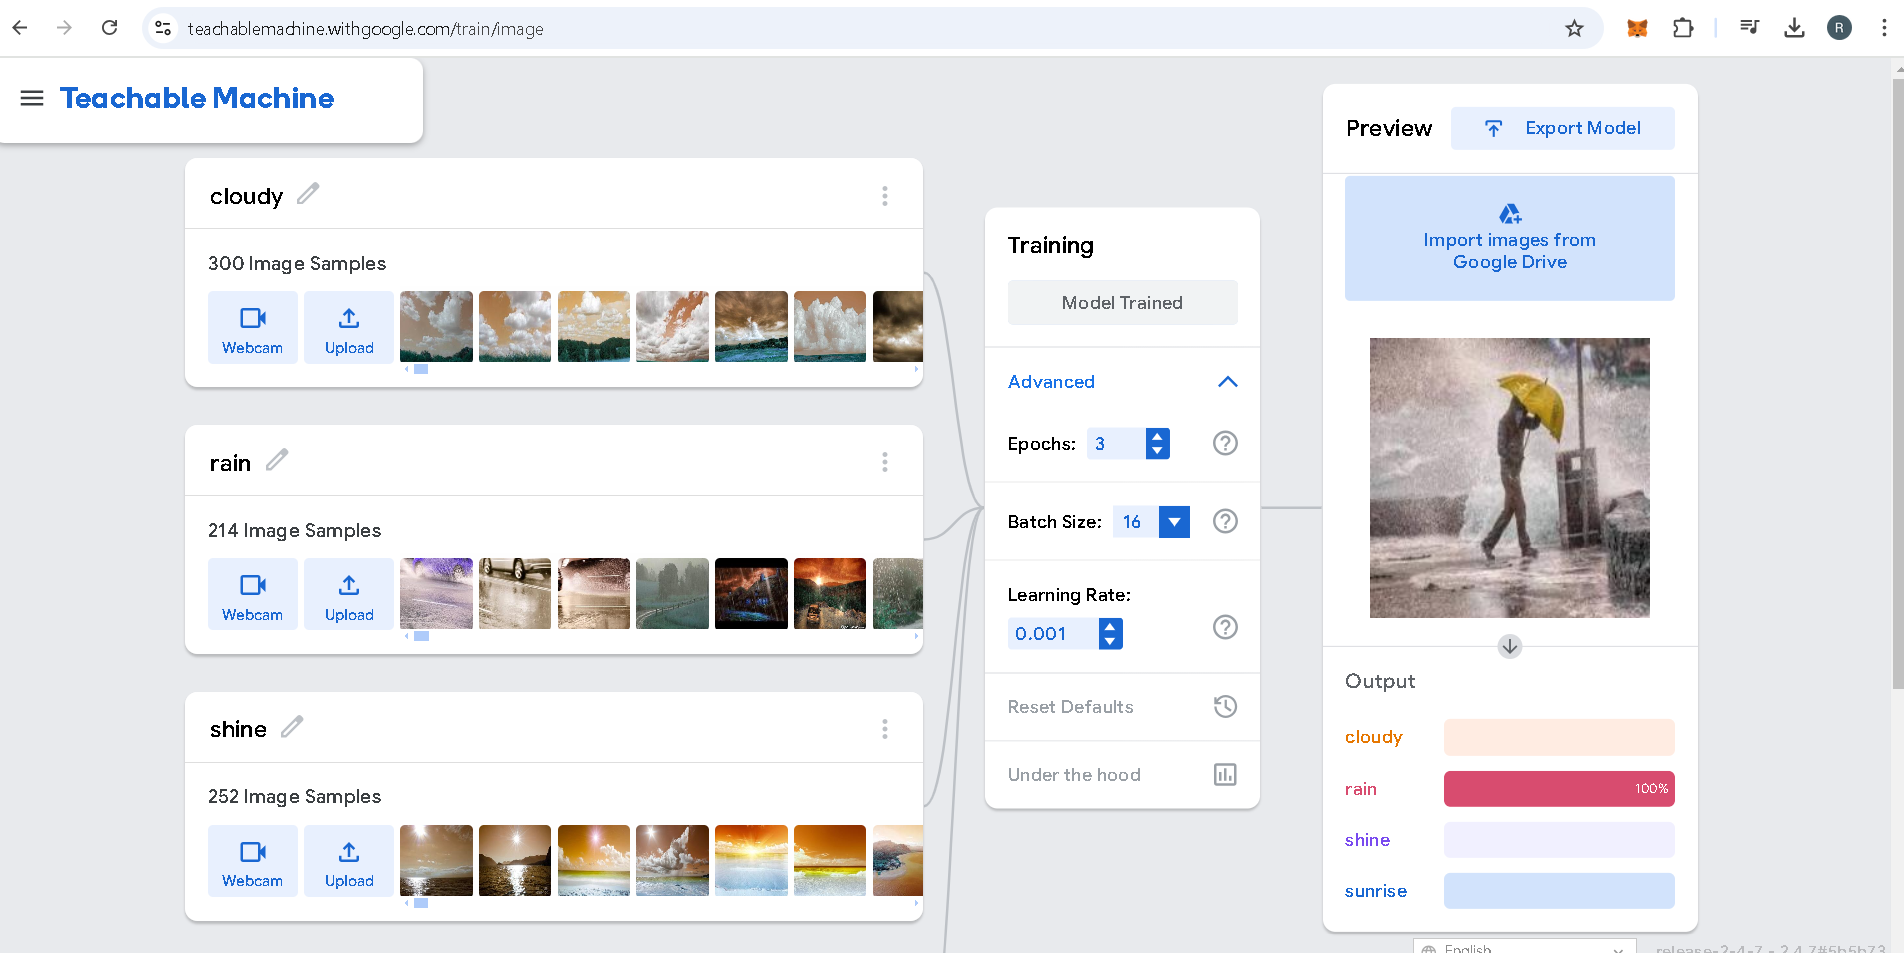 teachablemachine.withgoogle.com/train/image
R
Teachable Machine
cloudy
300 Image Samples
Webcam
Upload
rain
214 Image Samples
Webcam
Upload
shine
252 Image Samples
Webcam
Upload
Training
Model Trained
Advanced
Epochs: 3
Batch Size: 16
Learning Rate:
0.001
Reset Defaults
Under the hood
Preview
Export Model
Import images from
Google Drive
Output
cloudy
rain 100%
shine
sunrise
English
release-2-4-7 - 2.4.7#5b5b73